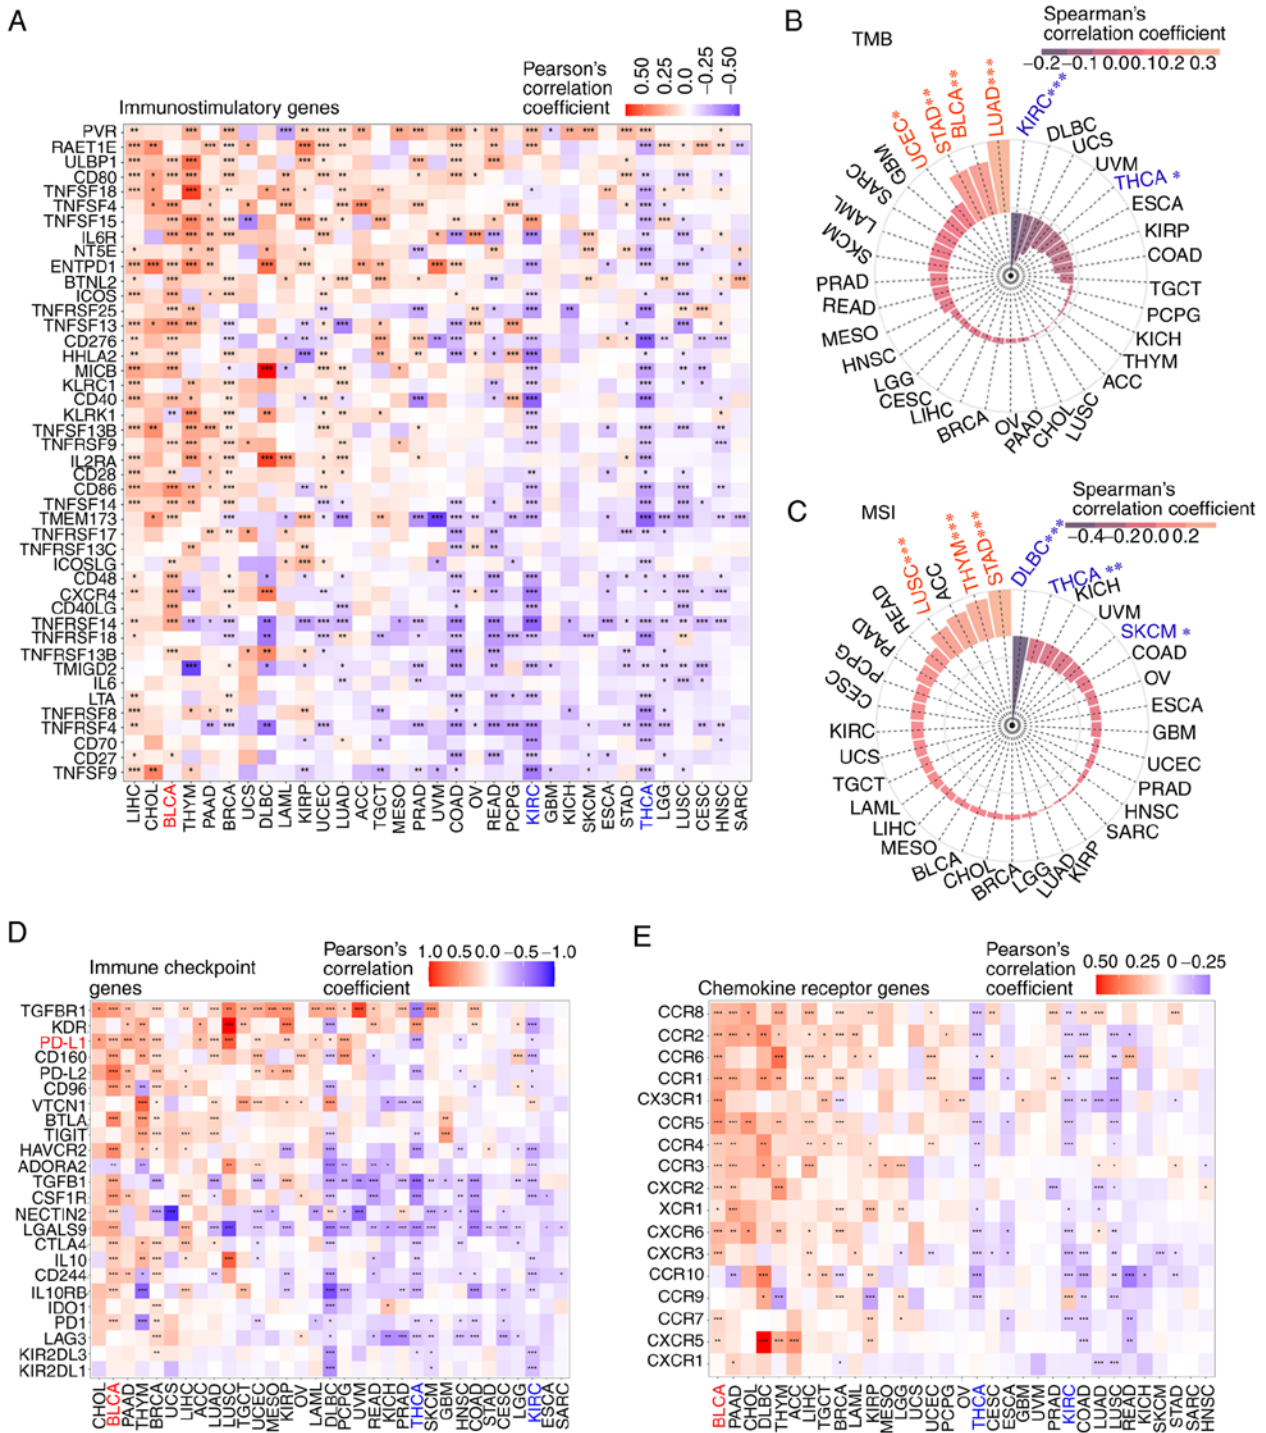 A
Immunostimulatory genes
Pearson's
correlation
coefficient
0.50
0.25
0.0
−0.25
−0.50
PVR
RAET1E
ULBP1
CD80
TNFSF18
TNFSF4
TNFSF15
IL6R
NT5E
ENTPD1
BTNL2
ICOS
TNFRSF25
TNFSF13
CD276
HHLA2
MICB
KLRC1
CD40
KLRK1
TNFSF13B
TNFRSF9
IL2RA
CD28
CD86
TNFSF14
TMEM173
TNFRSF17
TNFRSF13C
ICOSLG
CD48
CXCR4
CD40LG
TNFRSF14
TNFRSF18
TNFRSF13B
TMIGD2
IL6
LTA
TNFRSF8
TNFRSF4
CD70
CD27
TNFSF9
LIHC
CHOL
BLCA
THYM
PAAD
BRCA
UCS
DLBC
LAML
KIRP
UCEC
LUAD
ACC
TGCT
MESO
PRAD
UVM
COAD
OV
READ
PCPG
KIRC
GBM
KICH
SKCM
ESCA
STAD
THCA
LGG
LUSC
CESC
HNSC
SARC
B
TMB
Spearman's
correlation coefficient
−0.2−0.1 0.00.10.2 0.3
KIRC***
DLBC
UCS
UVM
THCA *
ESCA
KIRP
COAD
TGCT
PCPG
KICH
THYM
ACC
LUSC
CHOL
PAAD
OV
BRCA
LIHC
CESC
LGG
HNSC
MESO
READ
PRAD
SKCM
LAML
SARC
GBM
UCEC*
STAD**
BLCA**
LUAD***
C
MSI
Spearman's
correlation coefficient
−0.4−0.20.0 0.2
DLBC***
THCA **
KICH
UVM
SKCM *
COAD
OV
ESCA
GBM
UCEC
PRAD
HNSC
SARC
KIRP
LUAD
LGG
BRCA
CHOL
BLCA
MESO
LIHC
LAML
TGCT
UCS
KIRC
CESC
PCPG
PAAD
READ
LUSC***
ACC
THYM***
STAD***
D
Immune checkpoint
genes
Pearson's
correlation
coefficient
1.0 0.5 0.0 −0.5 −1.0
TGFBR1
KDR
PD-L1
CD160
PD-L2
CD96
VTCN1
BTLA
TIGIT
HAVCR2
ADORA2
TGFB1
CSF1R
NECTIN2
LGALS9
CTLA4
IL10
CD244
IL10RB
IDO1
PD1
LAG3
KIR2DL3
KIR2DL1
CHOL
BLCA
PAAD
THYM
BRCA
UCS
LIHC
ACC
LUAD
LUSC
TGCT
UCEC
MESO
KIRP
OV
LAML
DLBC
PCPG
UVM
READ
KICH
PRAD
THCA
SKCM
GBM
HNSC
COAD
STAD
CESC
LGG
KIRC
ESCA
SARC
E
Chemokine receptor genes
Pearson's
correlation
coefficient
0.50 0.25 0 −0.25
CCR8
CCR2
CCR6
CCR1
CX3CR1
CCR5
CCR4
CCR3
CXCR2
XCR1
CXCR6
CXCR3
CCR10
CCR9
CCR7
CXCR5
CXCR1
BLCA
PAAD
CHOL
DLBC
THYM
ACC
LIHC
TGCT
BRCA
LAML
KIRP
MESO
LGG
UCS
UCEC
PCPG
OV
THCA
CESC
ESCA
GBM
UVM
PRAD
KIRC
COAD
LUAD
LUSC
READ
KICH
SKCM
STAD
SARC
HNSC